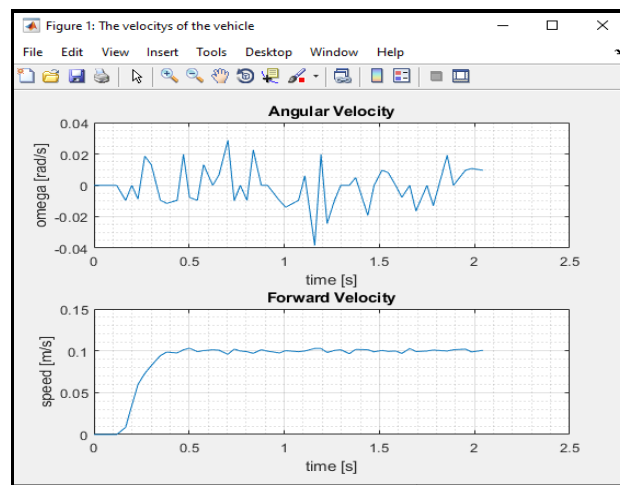 Figure 1: The velocitys of the vehicle
File Edit View Insert Tools Desktop Window Help
Angular Velocity
0.04
0.02
0
-0.02
-0.04
omega [rad/s]
0 0.5 1 1.5 2 2.5
time [s]
Forward Velocity
0.15
0.1
0.05
0
speed [m/s]
0 0.5 1 1.5 2 2.5
time [s]